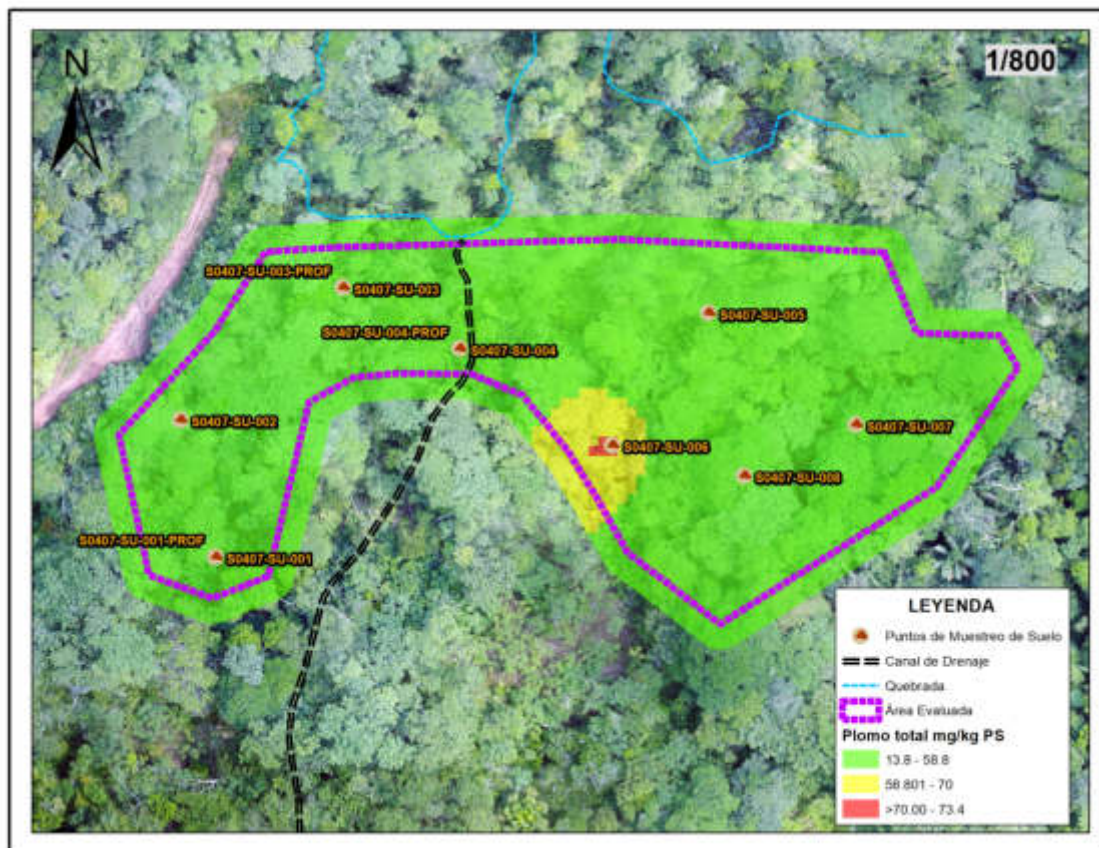 N
1/800
S0407-SU-003-PROF
S0407-SU-003
S0407-SU-005
S0407-SU-004-PROF
S0407-SU-004
S0407-SU-002
S0407-SU-007
S0407-SU-006
S0407-SU-008
S0407-SU-001-PROF
S0407-SU-001
LEYENDA
Puntos de Muestreo de Suelo
Canal de Drenaje
Quebrada
Área Evaluada
Plomo total mg/kg PS
13.8 - 58.8
58.801 - 70
>70.00 - 73.4